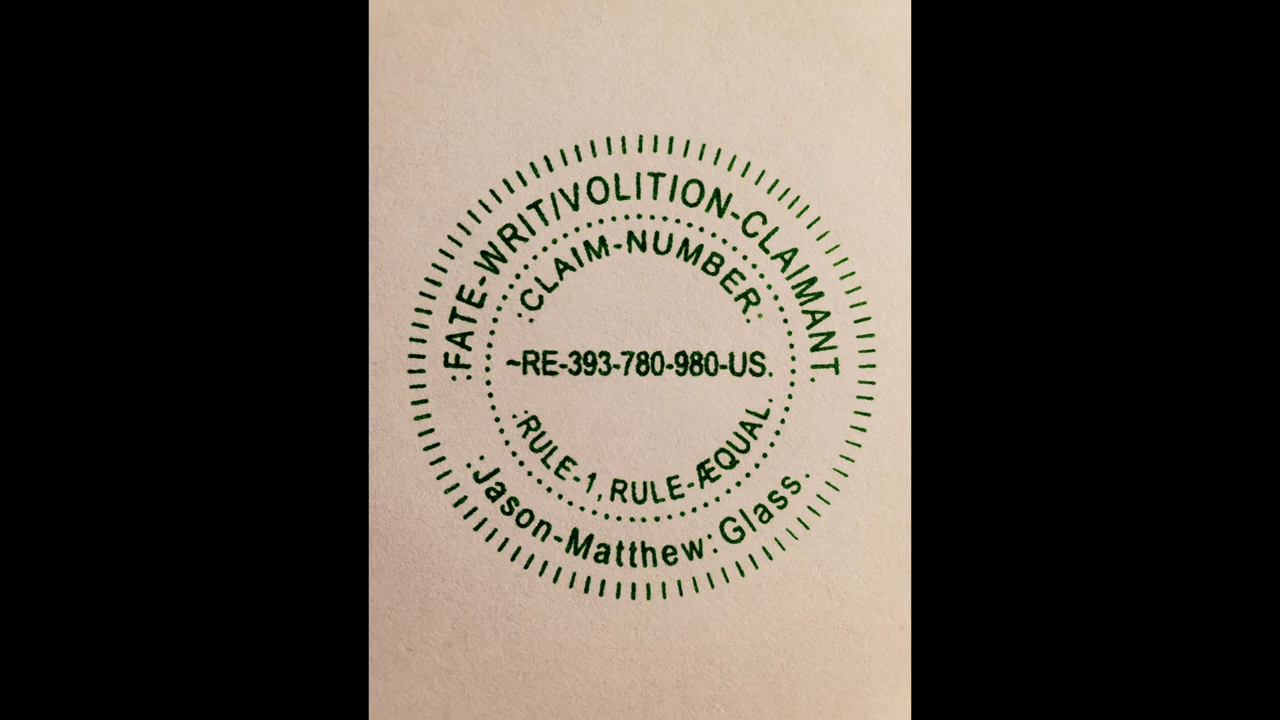 :FATE-WRIT/VOLITION-CLAIMANT.
:CLAIM-NUMBER:
~RE-393-780-980-US.
:RULE-1, RULE-ÆQUAL.
:Jason-Matthew: Glass.